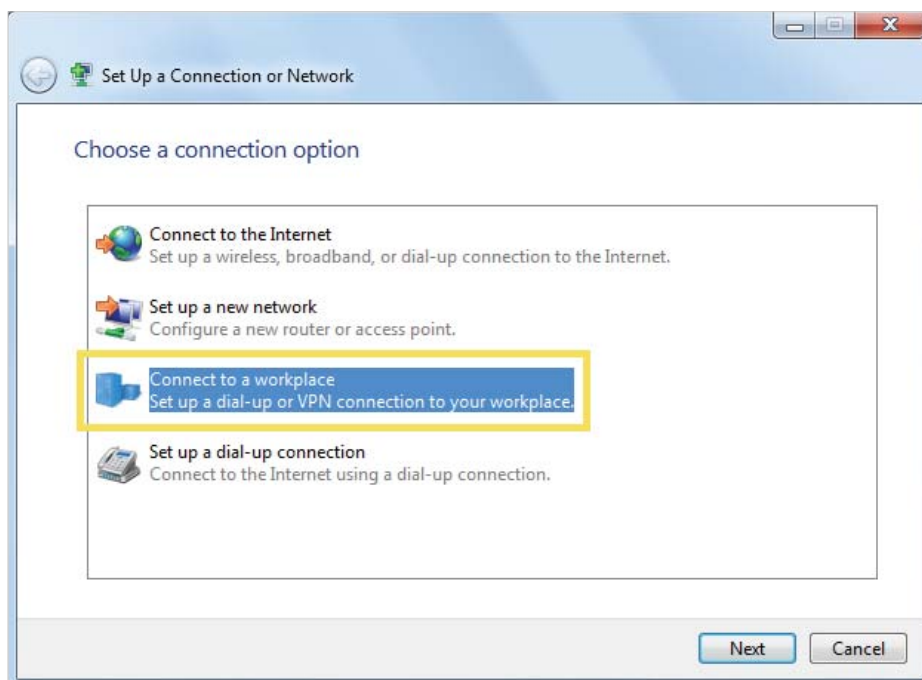 Set Up a Connection or Network
Choose a connection option
Connect to the Internet
Set up a wireless, broadband, or dial-up connection to the Internet.
Set up a new network
Configure a new router or access point.
Connect to a workplace
Set up a dial-up or VPN connection to your workplace.
Set up a dial-up connection
Connect to the Internet using a dial-up connection.
Next Cancel